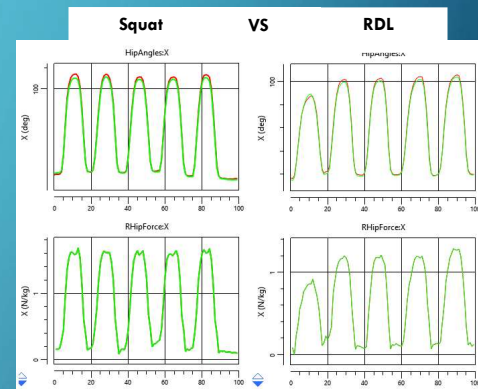 Squat VS RDL
HipAngles:X
100
X (deg)
0 20 40 60 80 100
HipAngles:X
100
X (deg)
0 20 40 60 80 100
RHipForce:X
1
0
X (N/kg)
0 20 40 60 80 100
RHipForce:X
1
0
X (N/kg)
0 20 40 60 80 100